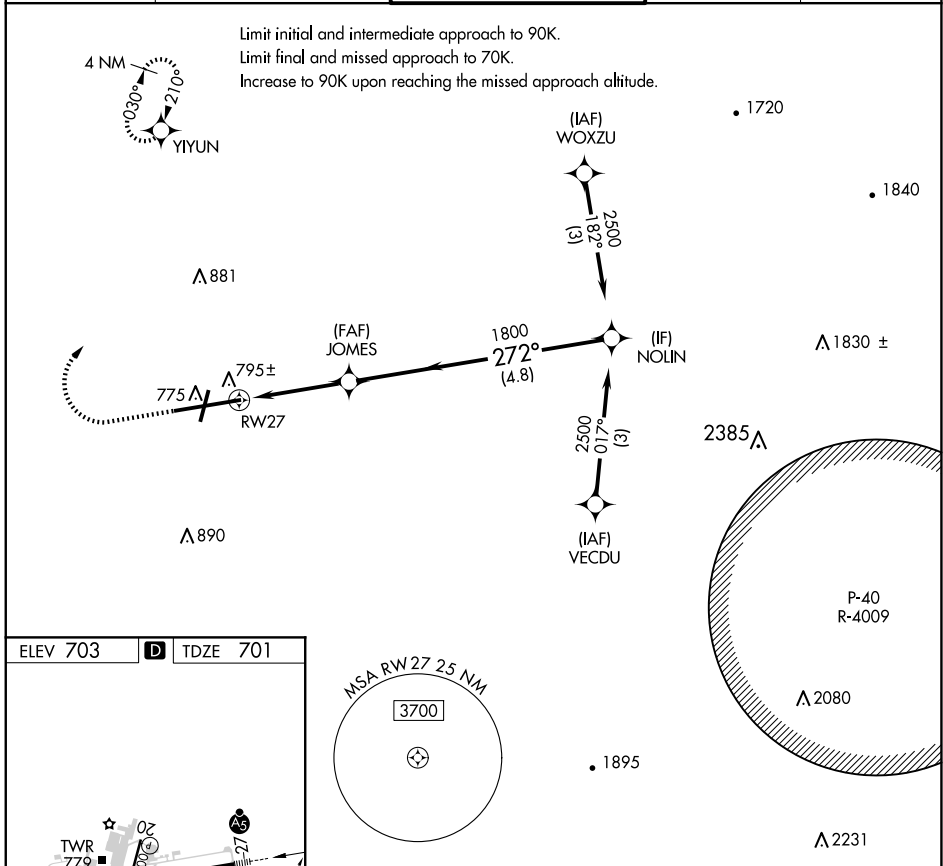 Limit initial and intermediate approach to 90K.
Limit final and missed approach to 70K.
Increase to 90K upon reaching the missed approach altitude.
4 NM
030°
210°
YIYUN
(IAF)
WOXZU
1720
1840
2500
182°
(3)
881
(FAF)
JOMES
1800
272°
(4.8)
(IF)
NOLIN
1830 ±
775
795±
RW27
2500
017°
(3)
2385
890
(IAF)
VECDU
P-40
R-4009
ELEV 703
D
TDZE 701
MSA RW27 25 NM
3700
2080
1895
20
P
A5
27
TWR
779
2231